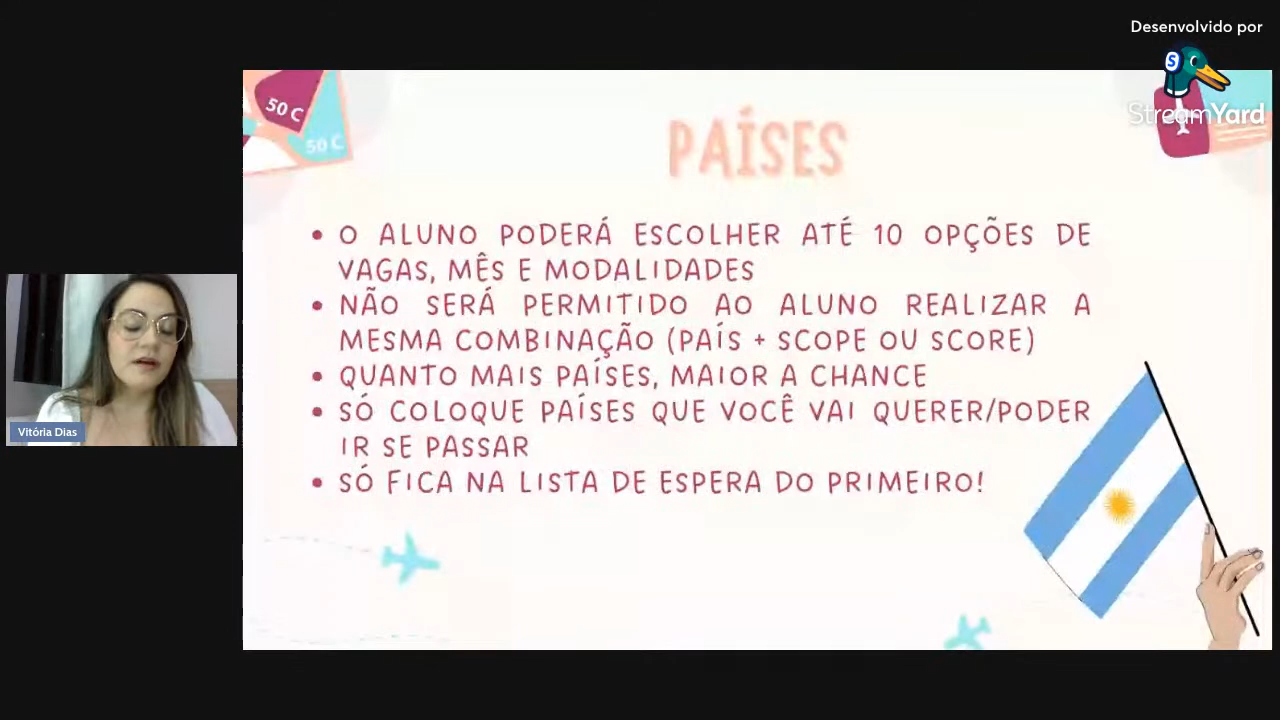 Desenvolvido por
StreamYard
50 C
50 C
PAÍSES
• O ALUNO PODERÁ ESCOLHER ATÉ 10 OPÇÕES DE
VAGAS, MÊS E MODALIDADES
• NÃO SERÁ PERMITIDO AO ALUNO REALIZAR A
MESMA COMBINAÇÃO (PAÍS + SCOPE OU SCORE)
• QUANTO MAIS PAÍSES, MAIOR A CHANCE
• SÓ COLOQUE PAÍSES QUE VOCÊ VAI QUERER/PODER
IR SE PASSAR
• SÓ FICA NA LISTA DE ESPERA DO PRIMEIRO!
Vitória Dias